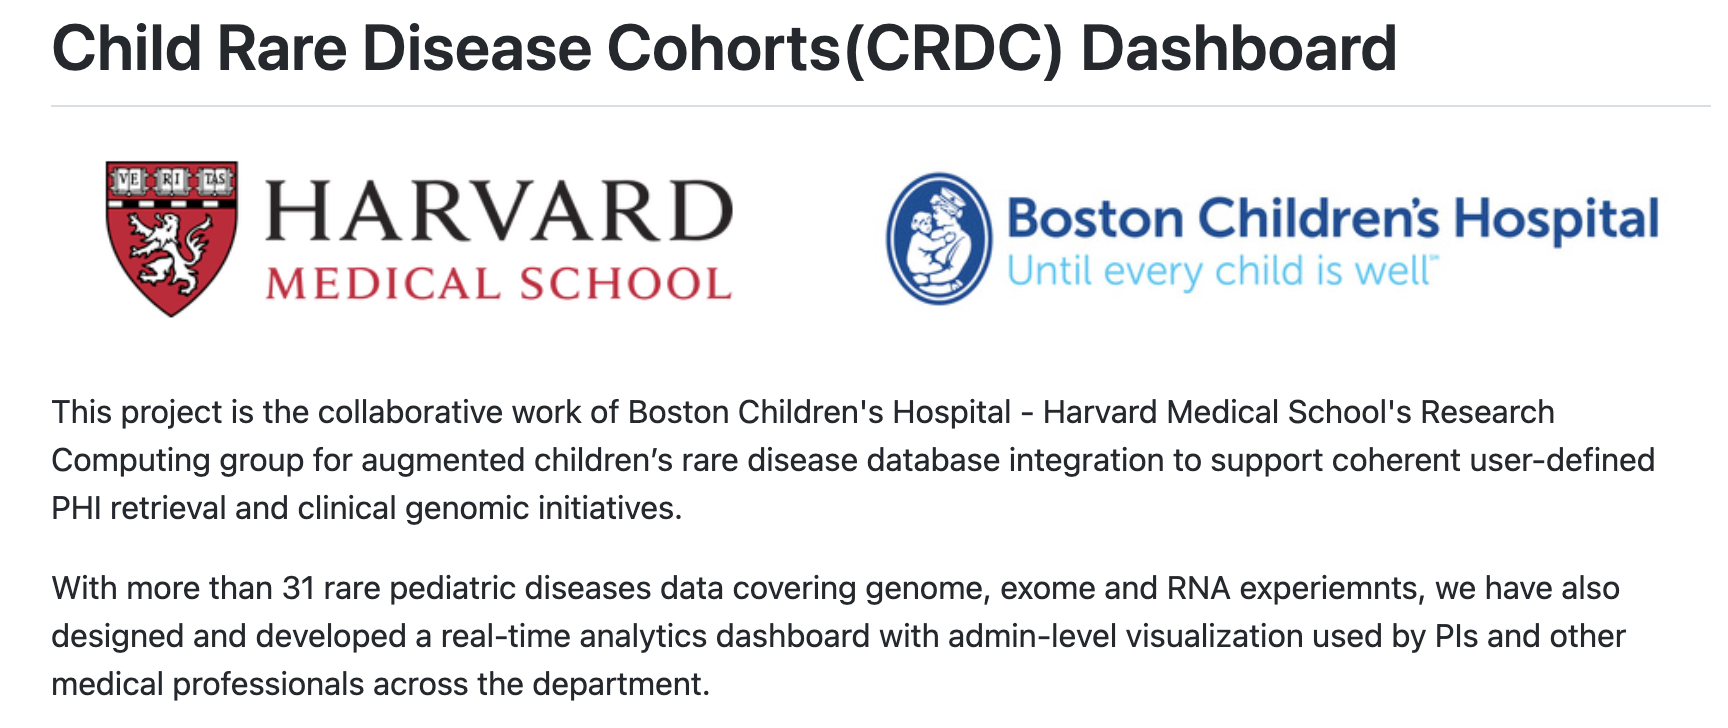 Child Rare Disease Cohorts(CRDC) Dashboard
VE RI TAS
HARVARD
MEDICAL SCHOOL
Boston Children's Hospital
Until every child is well℠
This project is the collaborative work of Boston Children's Hospital - Harvard Medical School's Research
Computing group for augmented children’s rare disease database integration to support coherent user-defined
PHI retrieval and clinical genomic initiatives.
With more than 31 rare pediatric diseases data covering genome, exome and RNA experiemnts, we have also
designed and developed a real-time analytics dashboard with admin-level visualization used by PIs and other
medical professionals across the department.